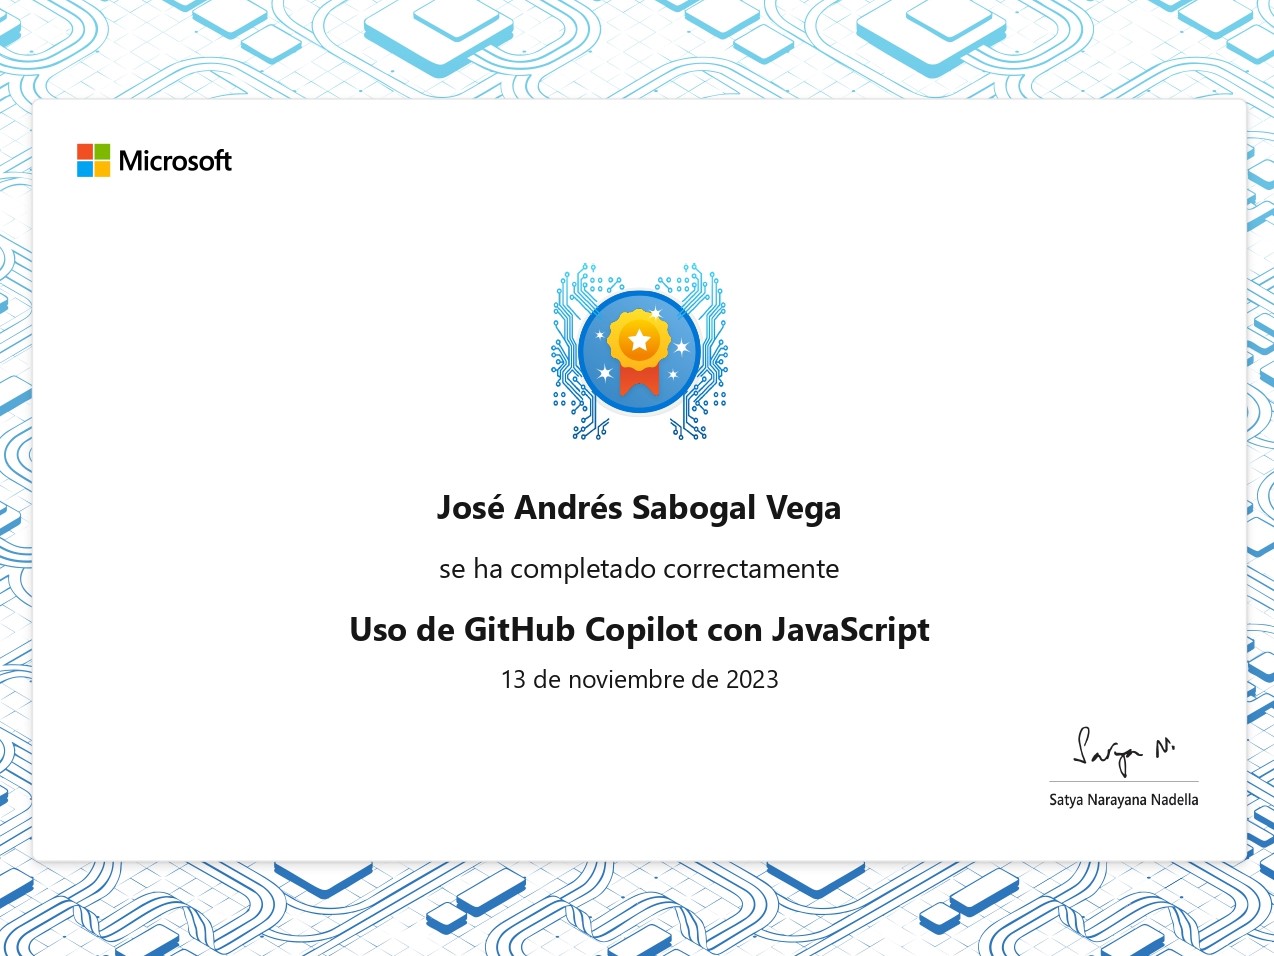 Microsoft
José Andrés Sabogal Vega
se ha completado correctamente
Uso de GitHub Copilot con JavaScript
13 de noviembre de 2023
Satya N.
Satya Narayana Nadella